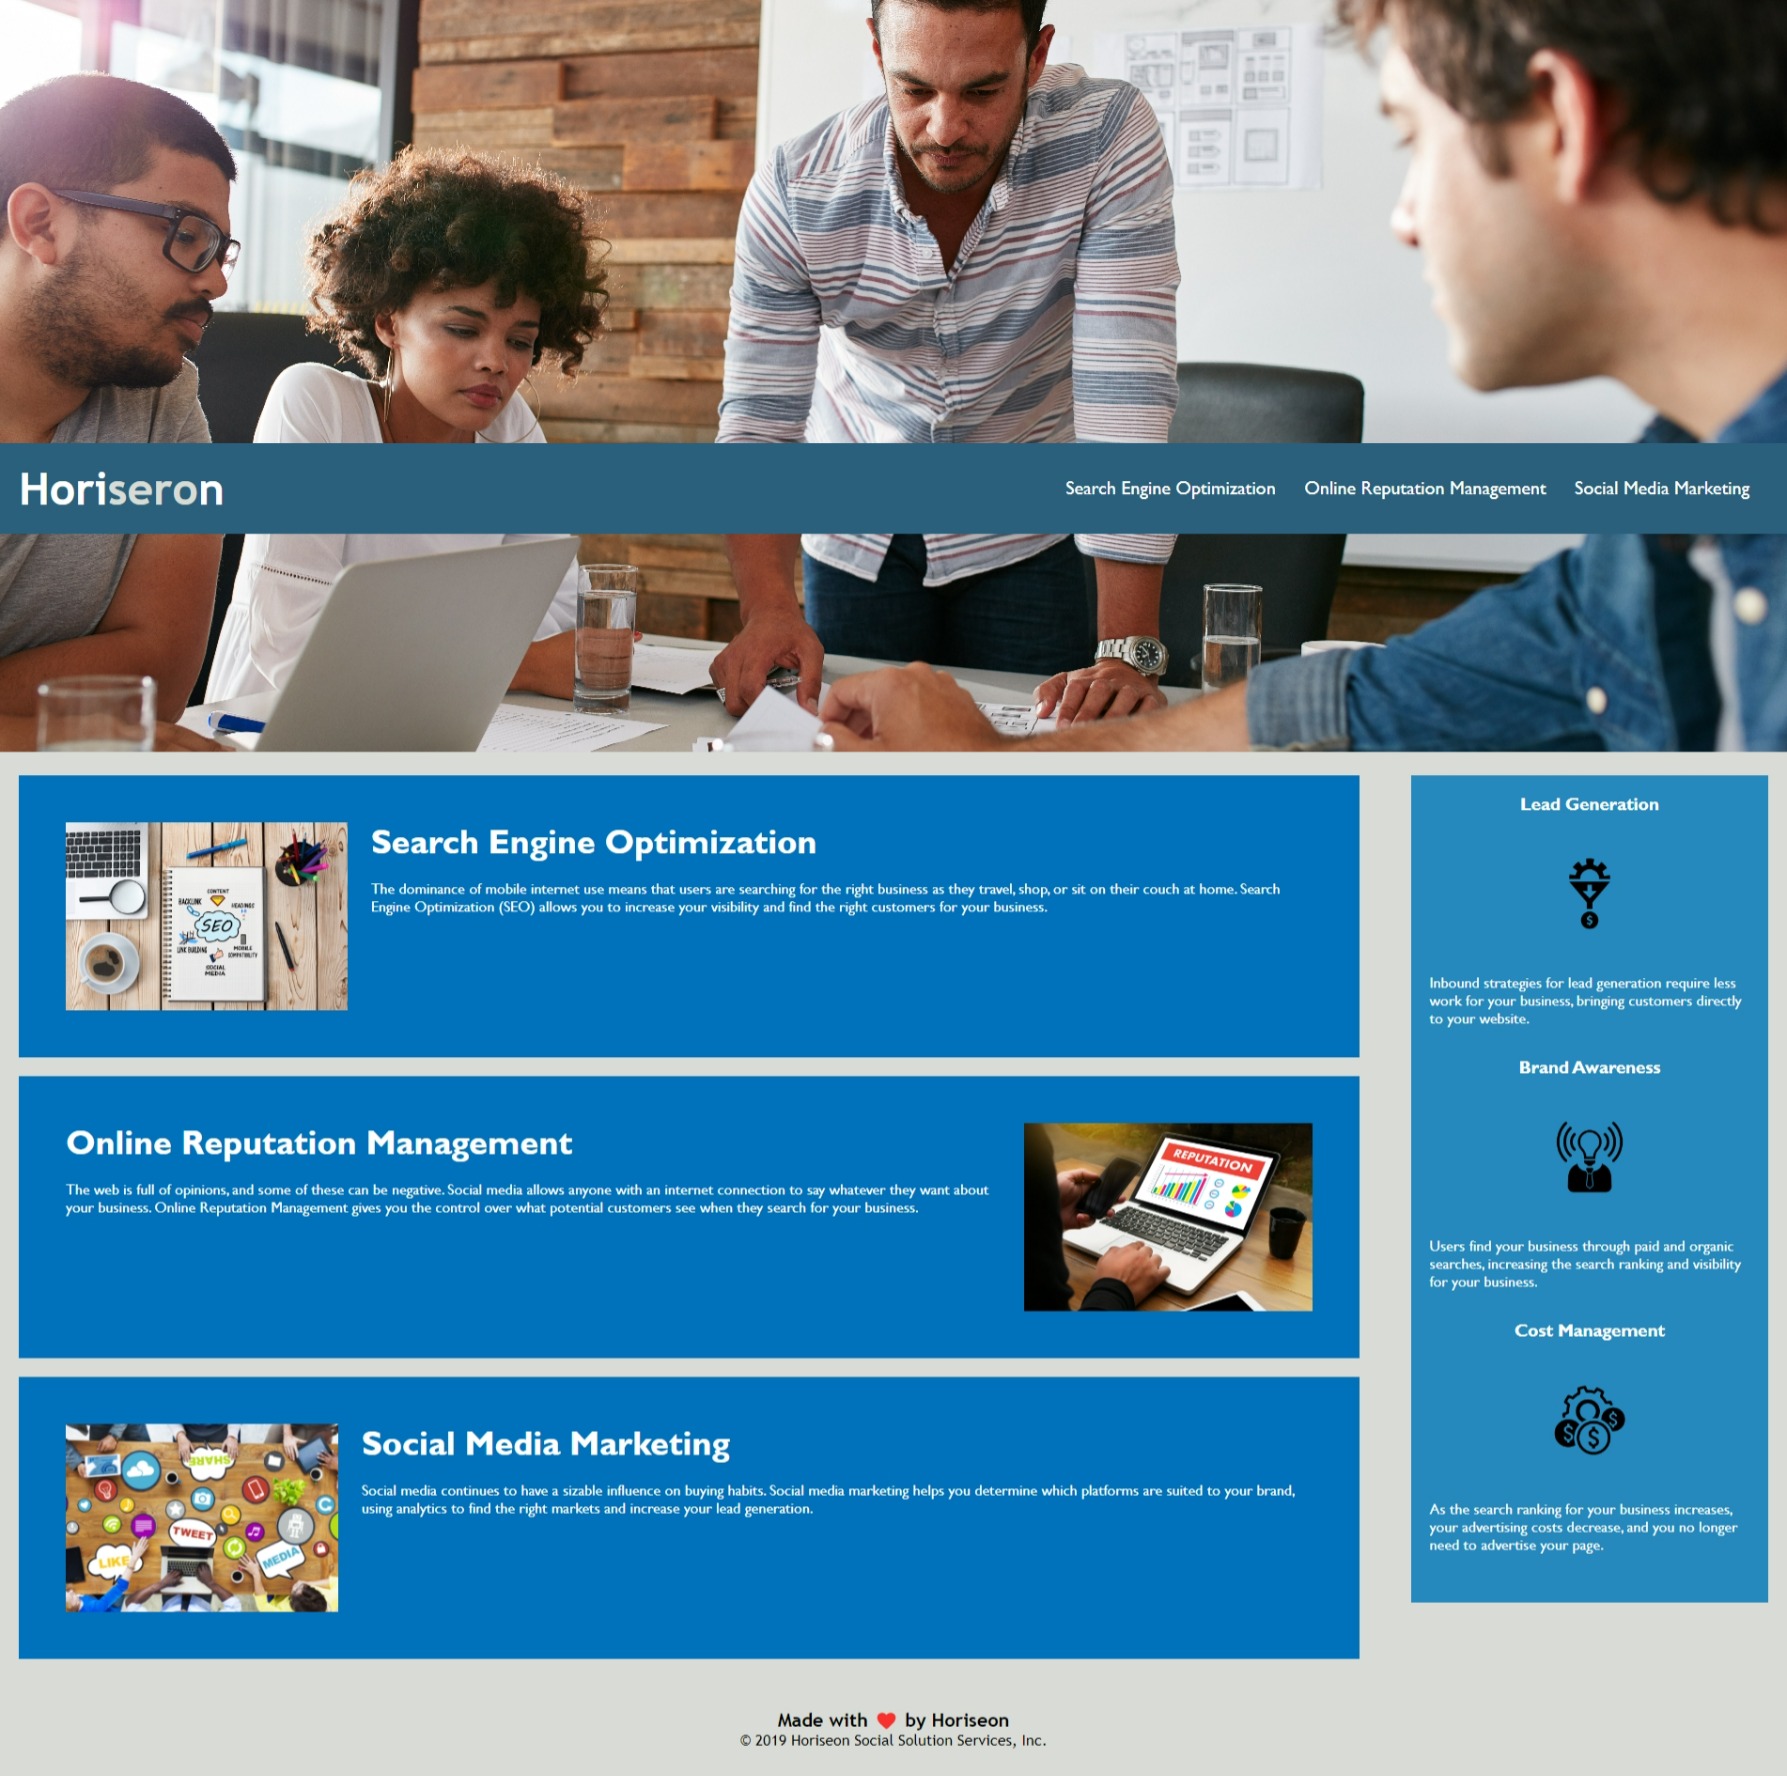 Horiseron
Search Engine Optimization
Online Reputation Management
Social Media Marketing
CONTENT
BACKLINK
HEADINGS
SEO
LINK BUILDING
MOBILE
COMPATIBILITY
SOCIAL
MEDIA
Search Engine Optimization
The dominance of mobile internet use means that users are searching for the right business as they travel, shop, or sit on their couch at home. Search
Engine Optimization (SEO) allows you to increase your visibility and find the right customers for your business.
Online Reputation Management
The web is full of opinions, and some of these can be negative. Social media allows anyone with an internet connection to say whatever they want about
your business. Online Reputation Management gives you the control over what potential customers see when they search for your business.
REPUTATION
SHARE
TWEET
LIKE
MEDIA
Social Media Marketing
Social media continues to have a sizable influence on buying habits. Social media marketing helps you determine which platforms are suited to your brand,
using analytics to find the right markets and increase your lead generation.
Lead Generation
$
Inbound strategies for lead generation require less
work for your business, bringing customers directly
to your website.
Brand Awareness
Users find your business through paid and organic
searches, increasing the search ranking and visibility
for your business.
Cost Management
$
$
$
As the search ranking for your business increases,
your advertising costs decrease, and you no longer
need to advertise your page.
Made with ❤️ by Horiseon
© 2019 Horiseon Social Solution Services, Inc.